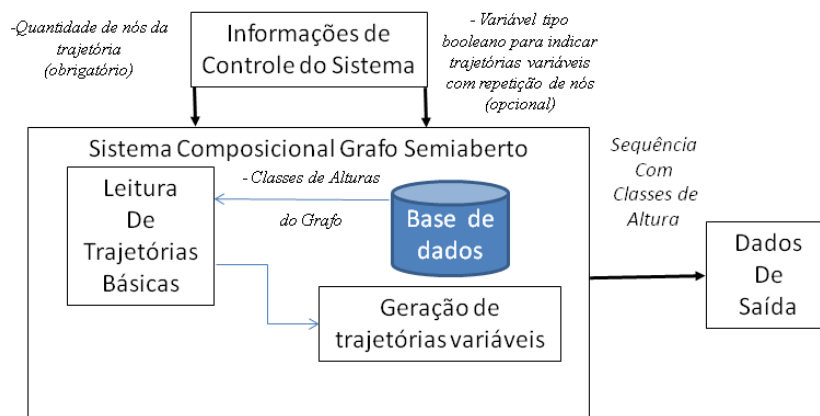 -Quantidade de nós da
trajetória
(obrigatório)
Informações de
Controle do Sistema
- Variável tipo
booleano para indicar
trajetórias variáveis
com repetição de nós
(opcional)
Sistema Composicional Grafo Semiaberto
Leitura
De
Trajetórias
Básicas
- Classes de Alturas
do Grafo
Base de
dados
Geração de
trajetórias variáveis
Sequência
Com
Classes de
Altura
Dados
De
Saída